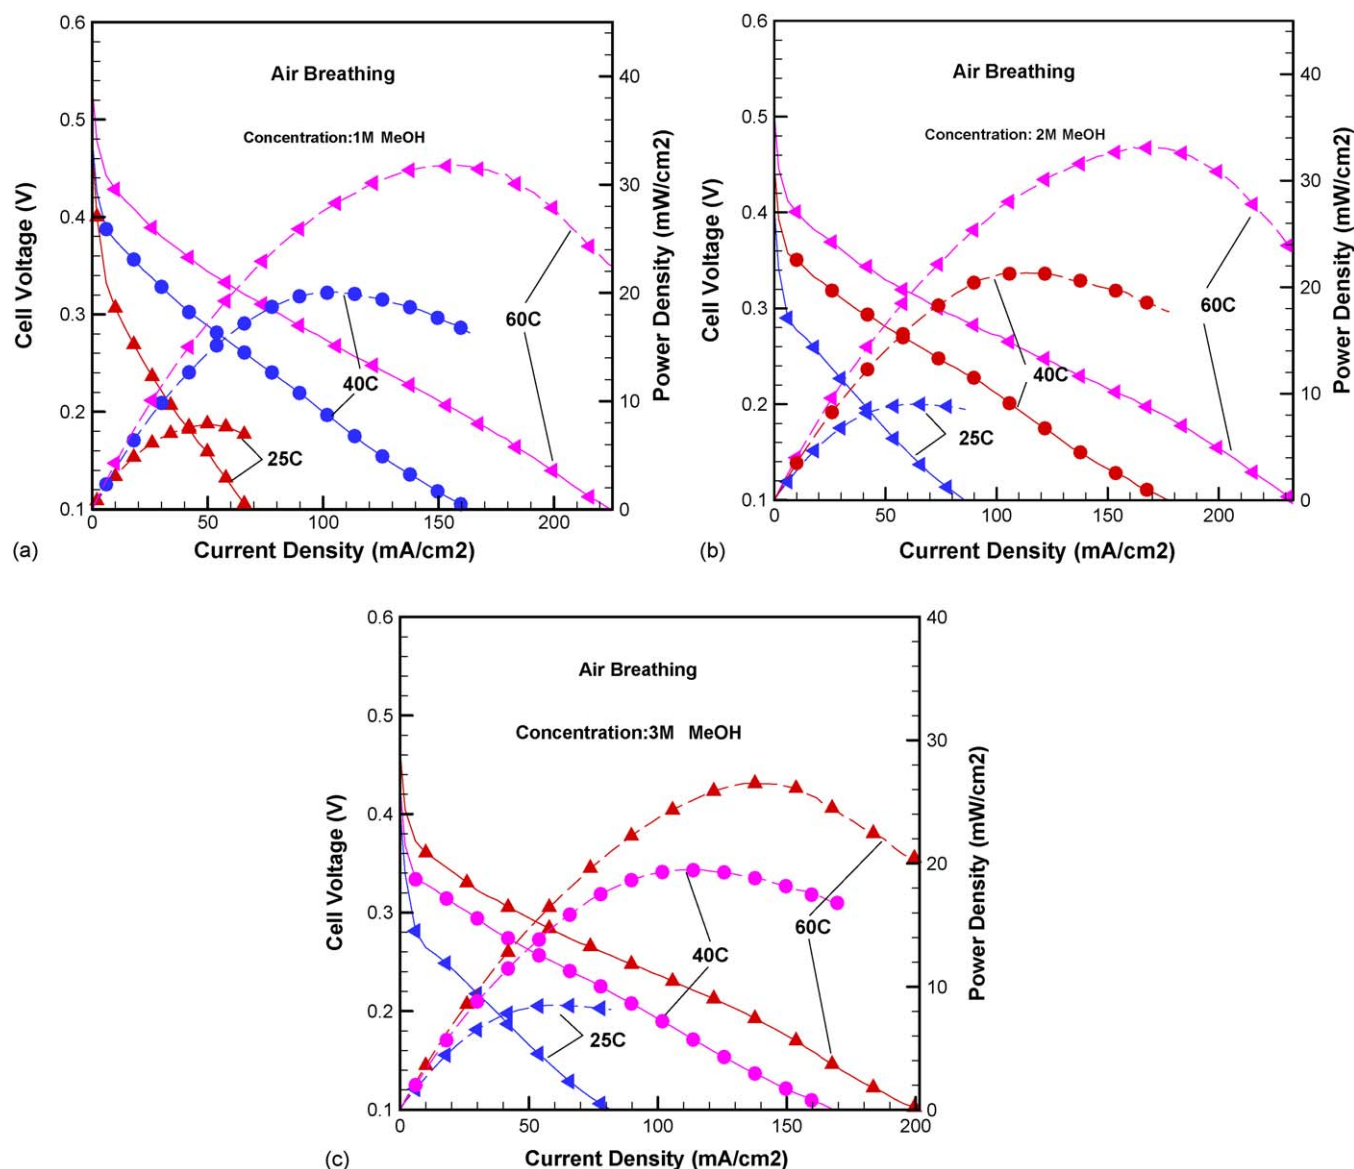 0.6
0.5
0.4
0.3
0.2
0.1
Cell Voltage (V)
Air Breathing
Concentration:1M MeOH
60C
40C
25C
40
30
20
10
0
Power Density (mW/cm2)
0 50 100 150 200
(a)
Current Density (mA/cm2)
0.6
0.5
0.4
0.3
0.2
0.1
Cell Voltage (V)
Air Breathing
Concentration: 2M MeOH
60C
40C
25C
40
30
20
10
0
Power Density (mW/cm2)
0 50 100 150 200
(b)
Current Density (mA/cm2)
0.6
0.5
0.4
0.3
0.2
0.1
Cell Voltage (V)
Air Breathing
Concentration:3M MeOH
60C
40C
25C
40
30
20
10
0
Power Density (mW/cm2)
0 50 100 150 200
(c)
Current Density (mA/cm2)